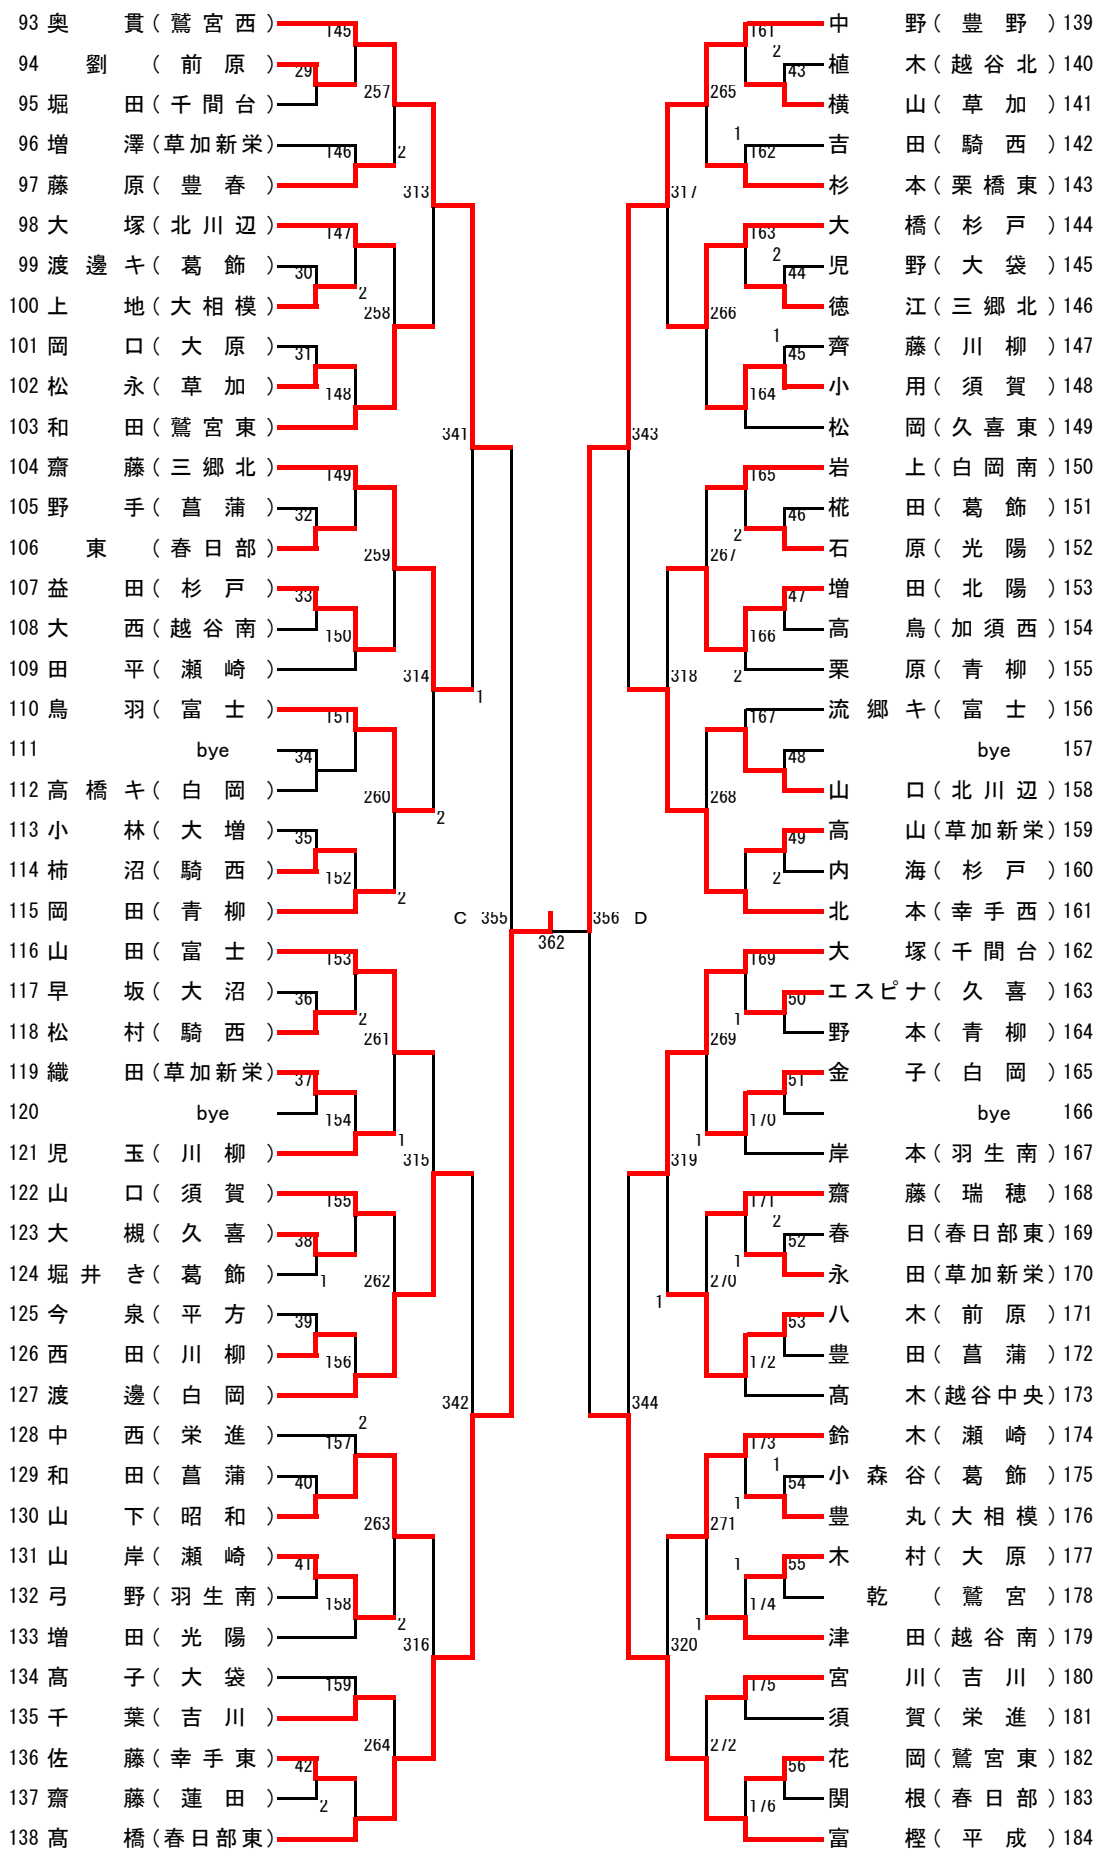 93 奥 貫 ( 鷲 宮 西 )
94 劉 ( 前 原 )
95 堀 田 ( 千 間 台 )
96 増 澤 ( 草 加 新 栄 )
97 藤 原 ( 豊 春 )
98 大 塚 ( 北 川 辺 )
99 渡 邊 キ ( 葛 飾 )
100 上 地 ( 大 相 模 )
101 岡 口 ( 大 原 )
102 松 永 ( 草 加 )
103 和 田 ( 鷲 宮 東 )
104 齋 藤 ( 三 郷 北 )
105 野 手 ( 菖 蒲 )
106 東 ( 春 日 部 )
107 益 田 ( 杉 戸 )
108 大 西 ( 越 谷 南 )
109 田 平 ( 瀬 崎 )
110 鳥 羽 ( 富 士 )
111 bye
112 高 橋 キ ( 白 岡 )
113 小 林 ( 大 増 )
114 柿 沼 ( 騎 西 )
115 岡 田 ( 青 柳 )
116 山 田 ( 富 士 )
117 早 坂 ( 大 沼 )
118 松 村 ( 騎 西 )
119 織 田 ( 草 加 新 栄 )
120 bye
121 児 玉 ( 川 柳 )
122 山 口 ( 須 賀 )
123 大 槻 ( 久 喜 )
124 堀 井 き ( 葛 飾 )
125 今 泉 ( 平 方 )
126 西 田 ( 川 柳 )
127 渡 邊 ( 白 岡 )
128 中 西 ( 栄 進 )
129 和 田 ( 菖 蒲 )
130 山 下 ( 昭 和 )
131 山 岸 ( 瀬 崎 )
132 弓 野 ( 羽 生 南 )
133 増 田 ( 光 陽 )
134 髙 子 ( 大 袋 )
135 千 葉 ( 吉 川 )
136 佐 藤 ( 幸 手 東 )
137 齋 藤 ( 蓮 田 )
138 髙 橋 ( 春 日 部 東 )
29
30
31
32
33
34
35
36
37
38
1
39
40
41
42
2
145
146
147
2
148
149
150
151
152
153
2
154
155
156
2
157
158
159
257
2
258
259
260
2
261
1
262
263
2
264
313
314
2
315
316
341
1
342
C 355
362
356 D
343
344
317
318
319
1
320
265
266
267
268
269
1
270
271
1
272
161
1
162
163
164
165
2
166
2
167
169
1
170
171
1
172
173
1
1
174
175
176
2
43
2
44
1
45
46
47
48
49
2
50
51
2
52
53
1
54
55
56
中 野 ( 豊 野 ) 139
植 木 ( 越 谷 北 ) 140
横 山 ( 草 加 ) 141
吉 田 ( 騎 西 ) 142
杉 本 ( 栗 橋 東 ) 143
大 橋 ( 杉 戸 ) 144
児 野 ( 大 袋 ) 145
徳 江 ( 三 郷 北 ) 146
齊 藤 ( 川 柳 ) 147
小 用 ( 須 賀 ) 148
松 岡 ( 久 喜 東 ) 149
岩 上 ( 白 岡 南 ) 150
椛 田 ( 葛 飾 ) 151
石 原 ( 光 陽 ) 152
増 田 ( 北 陽 ) 153
高 鳥 ( 加 須 西 ) 154
栗 原 ( 青 柳 ) 155
流 郷 キ ( 富 士 ) 156
bye 157
山 口 ( 北 川 辺 ) 158
高 山 ( 草 加 新 栄 ) 159
内 海 ( 杉 戸 ) 160
北 本 ( 幸 手 西 ) 161
大 塚 ( 千 間 台 ) 162
エ ス ピ ナ ( 久 喜 ) 163
野 本 ( 青 柳 ) 164
金 子 ( 白 岡 ) 165
bye 166
岸 本 ( 羽 生 南 ) 167
齋 藤 ( 瑞 穂 ) 168
春 日 ( 春 日 部 東 ) 169
永 田 ( 草 加 新 栄 ) 170
八 木 ( 前 原 ) 171
豊 田 ( 菖 蒲 ) 172
髙 木 ( 越 谷 中 央 ) 173
鈴 木 ( 瀬 崎 ) 174
小 森 谷 ( 葛 飾 ) 175
豊 丸 ( 大 相 模 ) 176
木 村 ( 大 原 ) 177
乾 ( 鷲 宮 ) 178
津 田 ( 越 谷 南 ) 179
宮 川 ( 吉 川 ) 180
須 賀 ( 栄 進 ) 181
花 岡 ( 鷲 宮 東 ) 182
関 根 ( 春 日 部 ) 183
富 樫 ( 平 成 ) 184